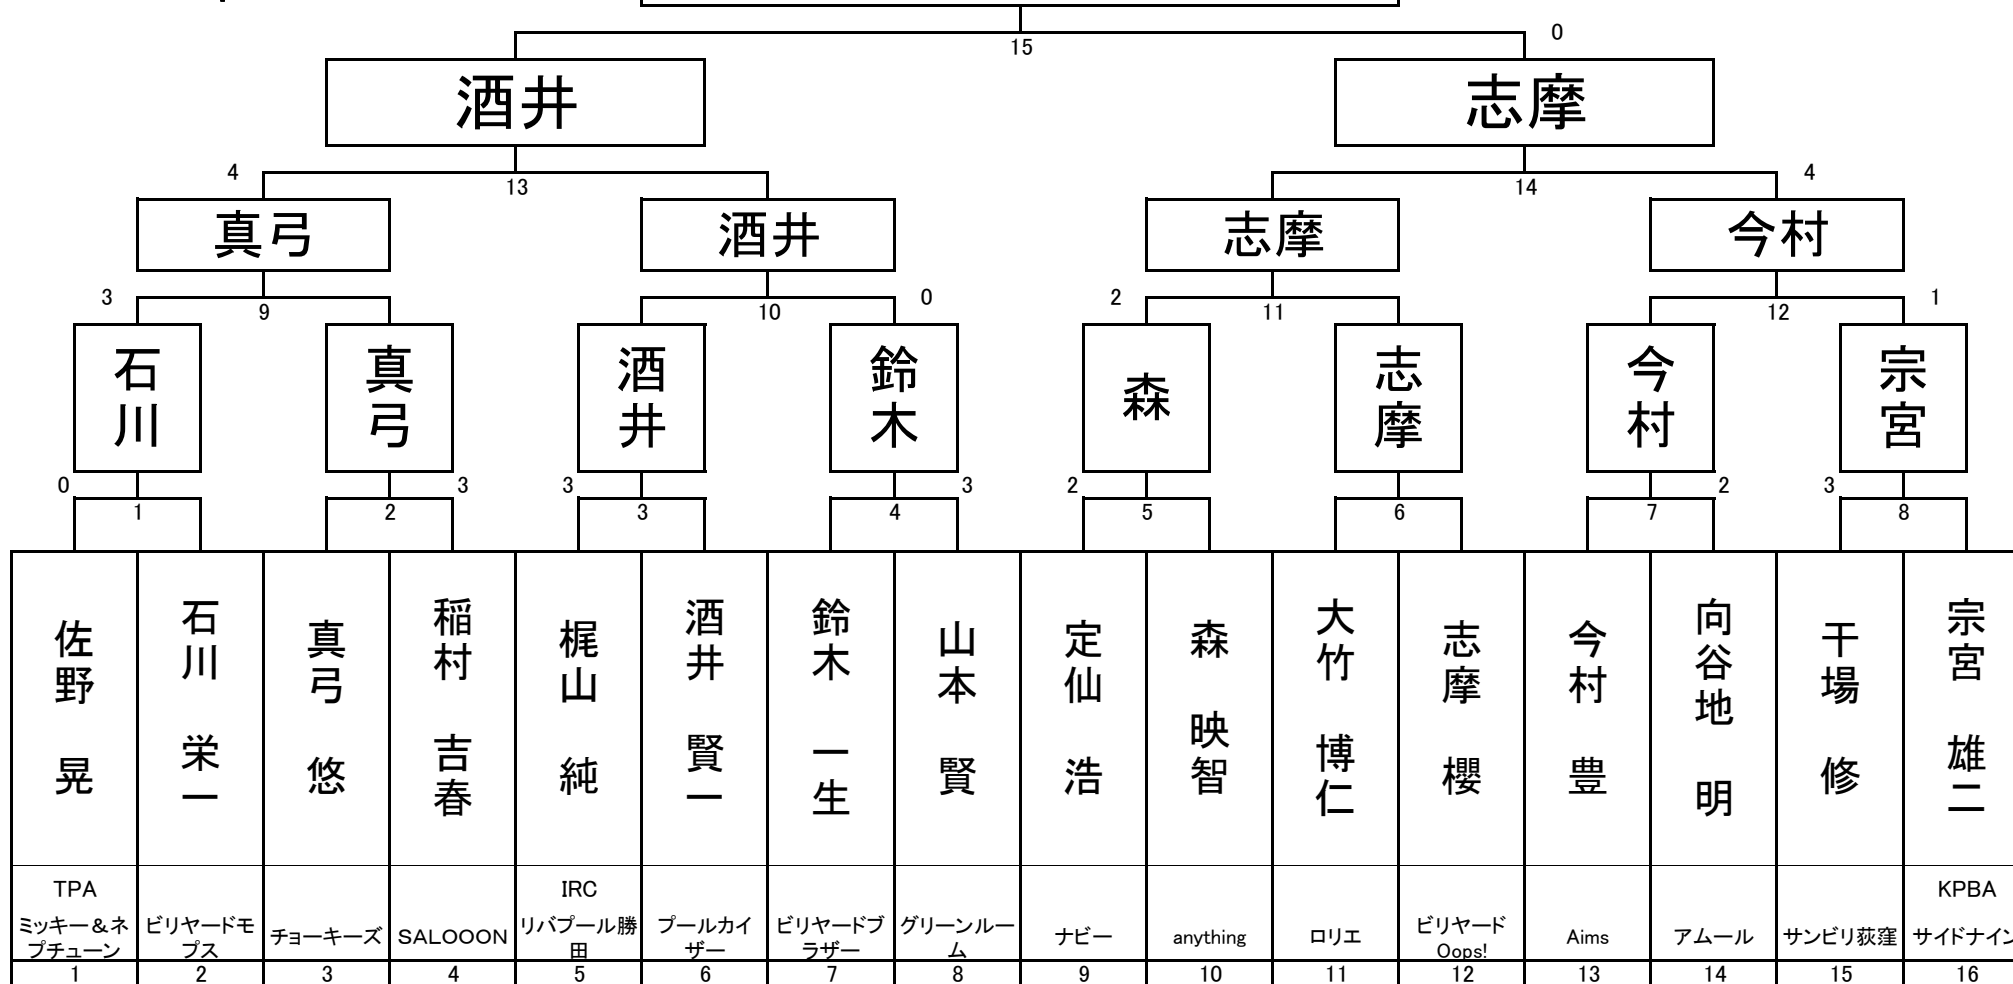 15 0
酒井 志摩
4 13 14 4
真弓 酒井 志摩 今村
3 9 10 0 2 11 12 1
石川 真弓 酒井 鈴木 森 志摩 今村 宗宮
0 3 3 3 2 2 3
1 2 3 4 5 6 7 8
佐野 晃
石川 栄一
真弓 悠
稲村 吉春
梶山 純
酒井 賢一
鈴木 一生
山本 賢
定仙 浩
森 映智
大竹 博仁
志摩 櫻
今村 豊
向谷地 明
干場 修
宗宮 雄二
TPA
ミッキー＆ネ
プチューン
ビリヤードモ
プス
チョーキーズ
SALOOON
IRC
リバプール勝
田
プールカイ
ザー
ビリヤードブ
ラザー
グリーンルー
ム
ナビー
anything
ロリエ
ビリヤード
Oops!
Aims
アムール
サンビリ荻窪
KPBA
サイドナイン
1 2 3 4 5 6 7 8 9 10 11 12 13 14 15 16